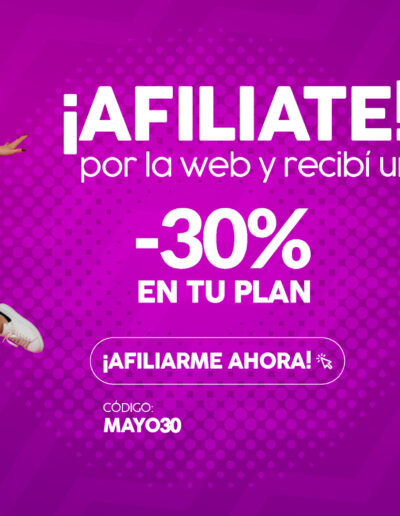 ¡AFILIATE!
por la web y recibí un
-30%
EN TU PLAN
¡AFILIARME AHORA!
CÓDIGO:
MAYO30